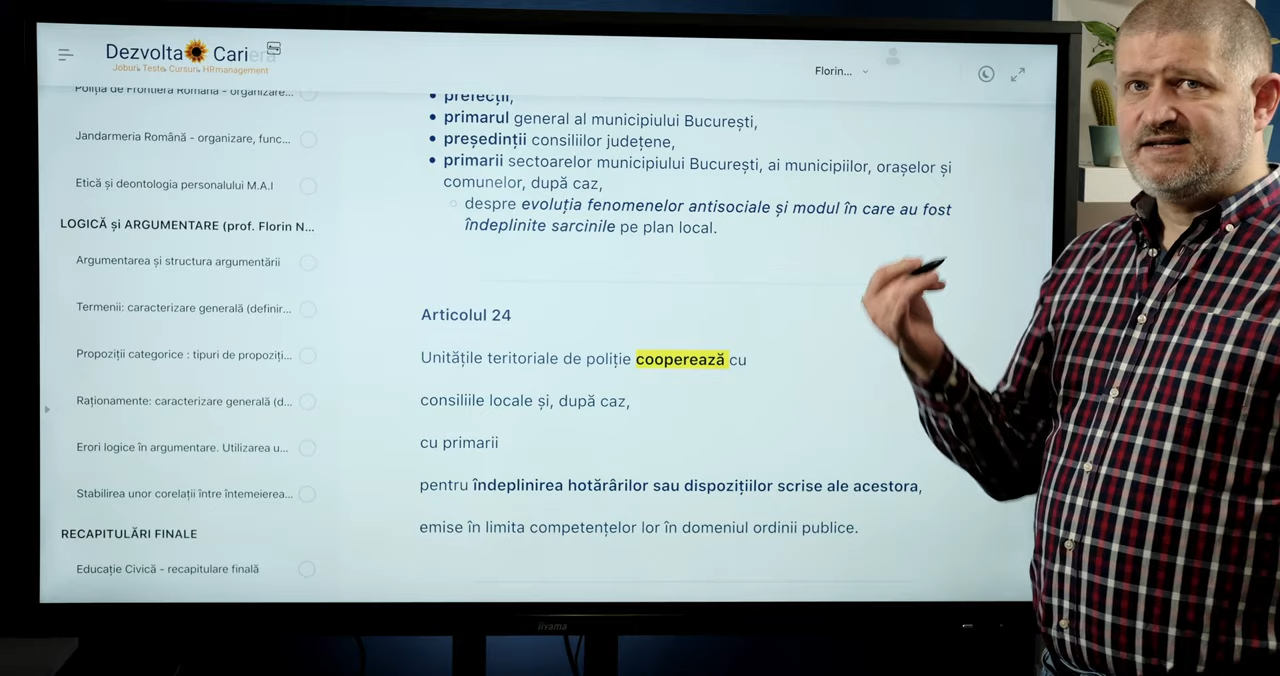 Dezvolta Cariera
Joburi, Teste, Cursuri, HRmanagement
Florin...
Poliția de Frontieră Română - organizare...
Jandarmeria Română - organizare, func...
Etică și deontologia personalului M.A.I
LOGICĂ și ARGUMENTARE (prof. Florin N...
Argumentarea și structura argumentării
Termenii: caracterizare generală (definir...
Propoziții categorice : tipuri de propoziți...
Raționamente: caracterizare generală (d...
Erori logice în argumentare. Utilizarea u...
Stabilirea unor corelații între întemeierea...
RECAPITULĂRI FINALE
Educație Civică - recapitulare finală
• prefecții,
• primarul general al municipiului București,
• președinții consiliilor județene,
• primarii sectoarelor municipiului București, ai municipiilor, orașelor și
comunelor, după caz,
○ despre evoluția fenomenelor antisociale și modul în care au fost
îndeplinite sarcinile pe plan local.
Articolul 24
Unitățile teritoriale de poliție cooperează cu
consiliile locale și, după caz,
cu primarii
pentru îndeplinirea hotărârilor sau dispozițiilor scrise ale acestora,
emise în limita competențelor lor în domeniul ordinii publice.
iiyama